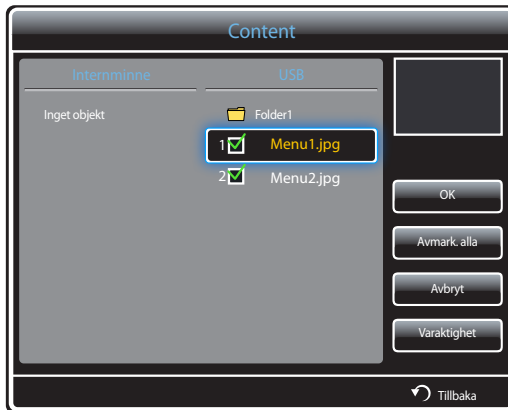 Content
Internminne
USB
Inget objekt
Folder1
1 Menu1.jpg
2 Menu2.jpg
OK
Avmark. alla
Avbryt
Varaktighet
Tillbaka